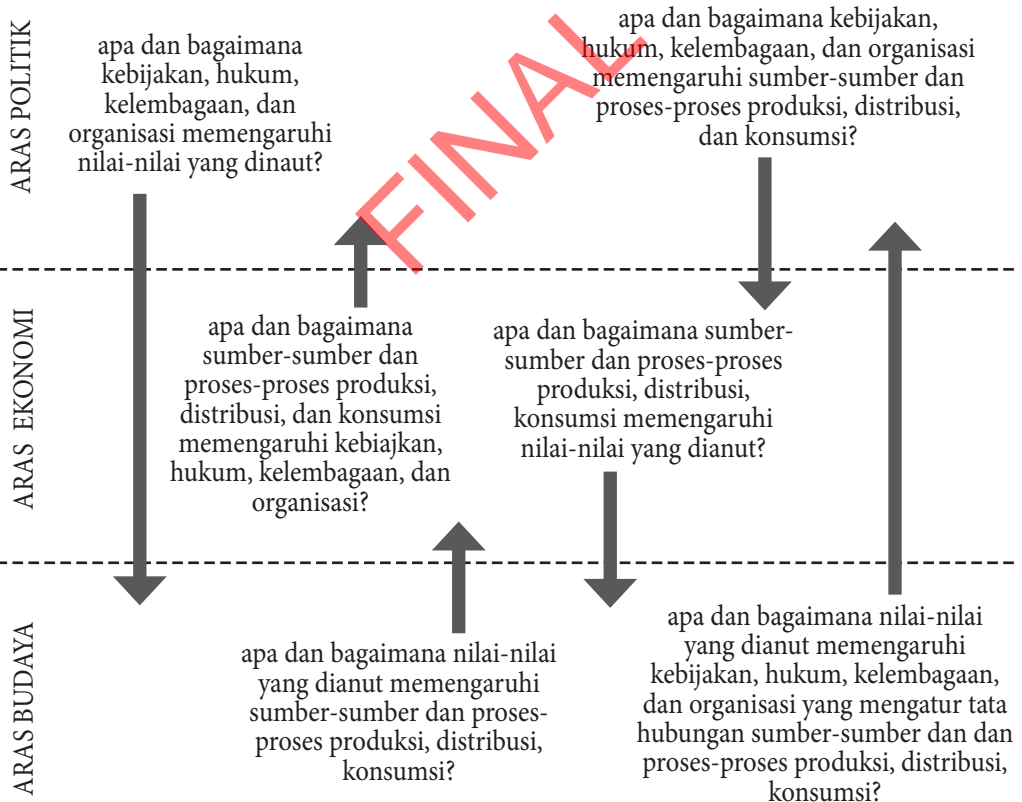 ARAS POLITIK
apa dan bagaimana
kebijakan, hukum,
kelembagaan, dan
organisasi memengaruhi
nilai-nilai yang dinaut?
apa dan bagaimana kebijakan,
hukum, kelembagaan, dan organisasi
memengaruhi sumber-sumber dan
proses-proses produksi, distribusi,
dan konsumsi?
FINAL
ARAS EKONOMI
apa dan bagaimana
sumber-sumber dan
proses-proses produksi,
distribusi, dan konsumsi
memengaruhi kebiajkan,
hukum, kelembagaan, dan
organisasi?
apa dan bagaimana sumber-
sumber dan proses-proses
produksi, distribusi,
konsumsi memengaruhi
nilai-nilai yang dianut?
ARAS BUDAYA
apa dan bagaimana nilai-nilai
yang dianut memengaruhi
sumber-sumber dan proses-
proses produksi, distribusi,
konsumsi?
apa dan bagaimana nilai-nilai
yang dianut memengaruhi
kebijakan, hukum, kelembagaan,
dan organisasi yang mengatur tata
hubungan sumber-sumber dan dan
proses-proses produksi, distribusi,
konsumsi?